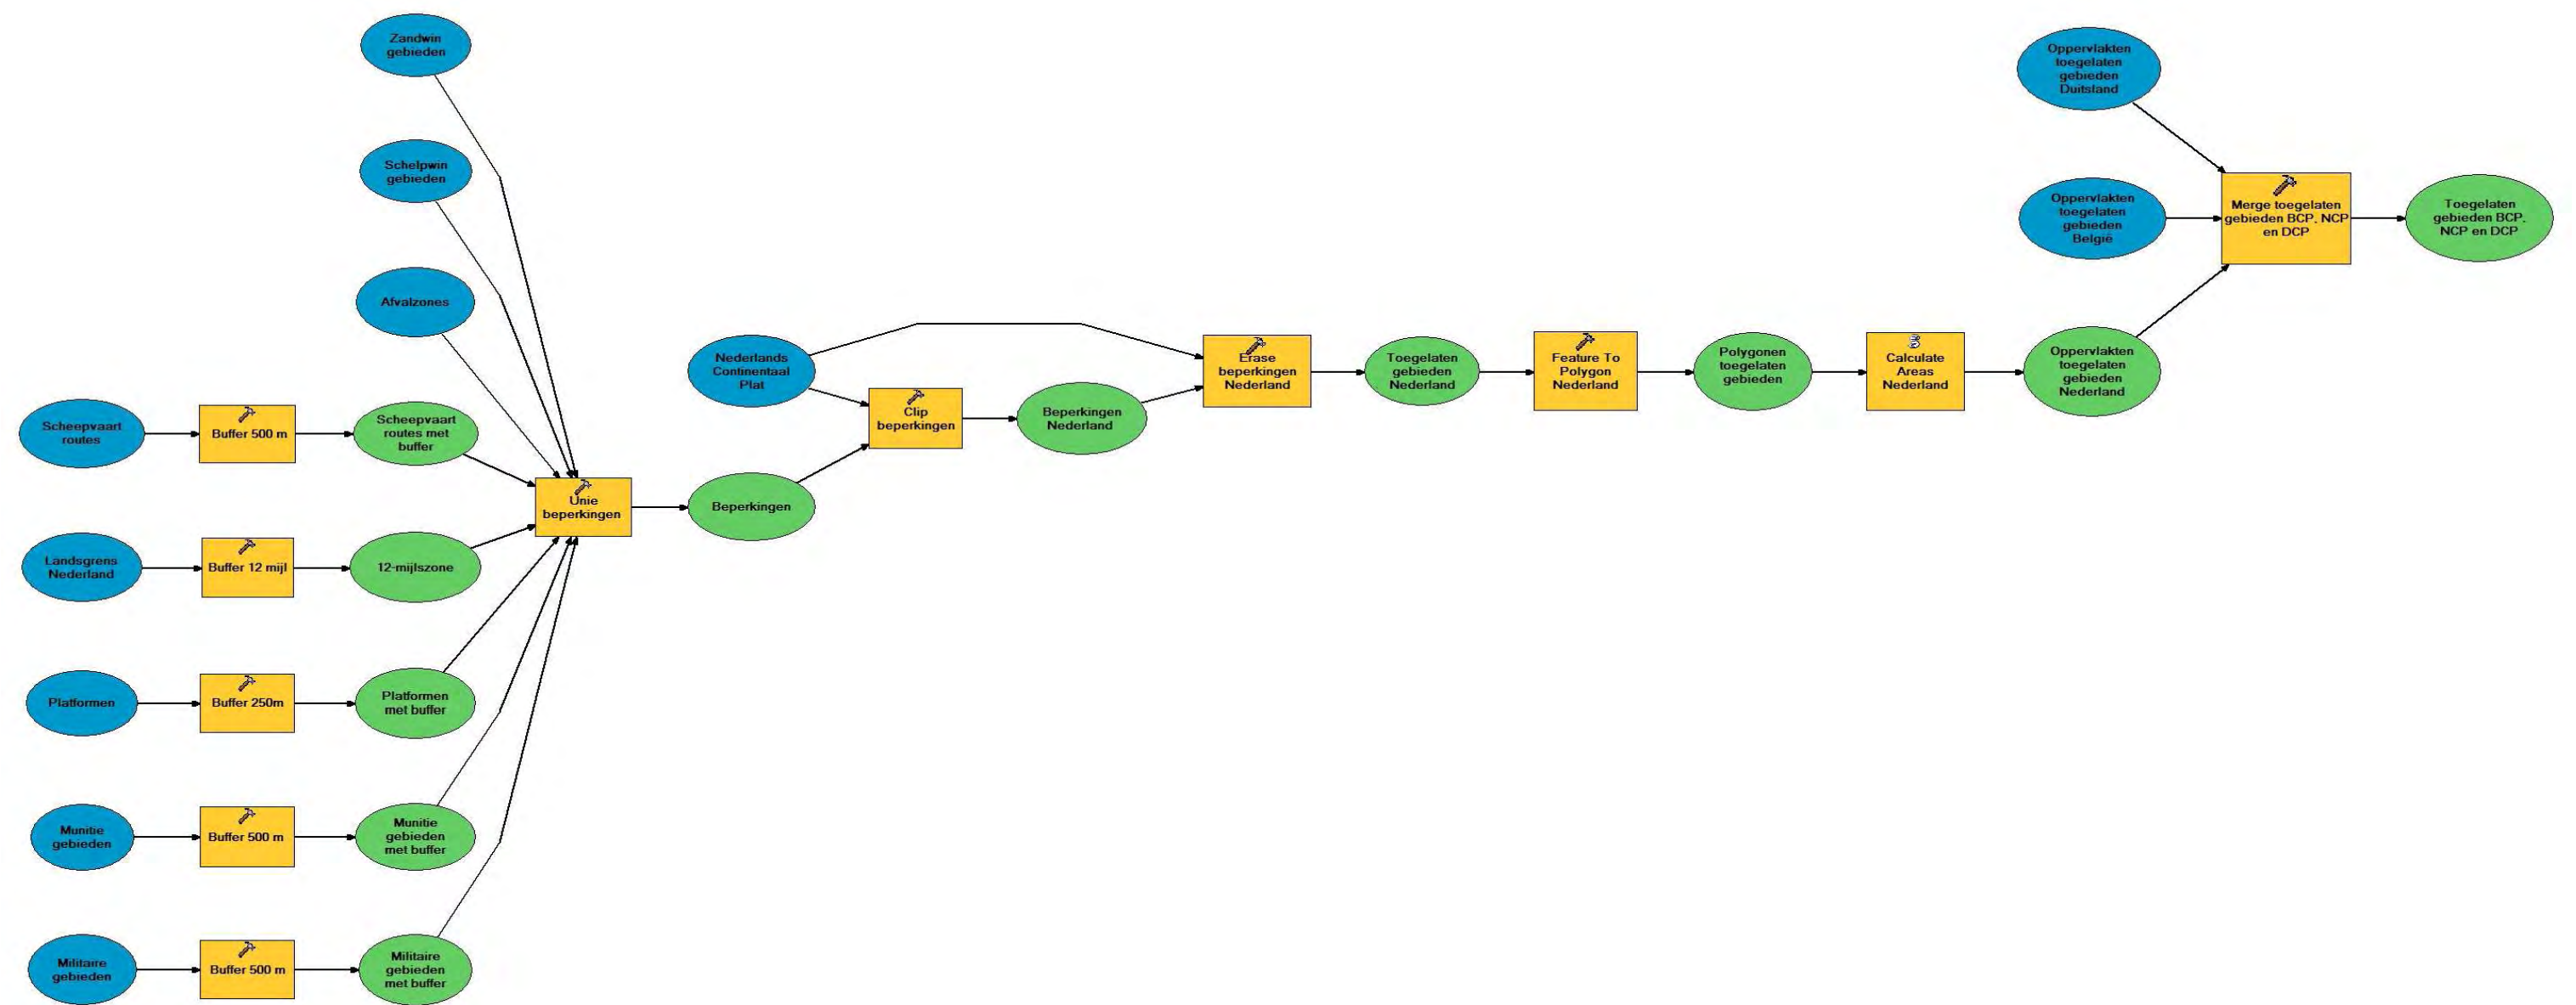 Zandwin
gebieden
Schelpwin
gebieden
Afvalzones
Scheepvaart
routes
Buffer 500 m
Scheepvaart
routes met
buffer
Landsgrens
Nederland
Buffer 12 mijl
12-mijlszone
Platformen
Buffer 250m
Platformen
met buffer
Munitie
gebieden
Buffer 500 m
Munitie
gebieden
met buffer
Militaire
gebieden
Buffer 500 m
Militaire
gebieden
met buffer
Unie
beperkingen
Beperkingen
Nederlands
Continentaal
Plat
Clip
beperkingen
Beperkingen
Nederland
Erase
beperkingen
Nederland
Toegelaten
gebieden
Nederland
Feature To
Polygon
Nederland
Polygonen
toegelaten
gebieden
Calculate
Areas
Nederland
Oppervlakten
toegelaten
gebieden
Nederland
Oppervlakten
toegelaten
gebieden
Duitsland
Oppervlakten
toegelaten
gebieden
België
Merge toegelaten
gebieden BCP, NCP
en DCP
Toegelaten
gebieden BCP,
NCP en DCP